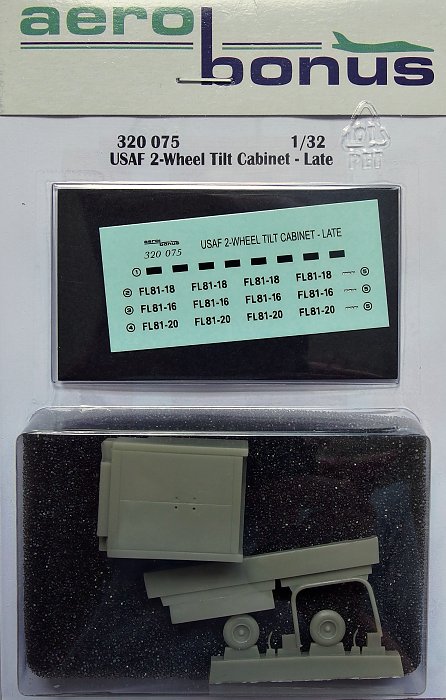 aero
bonus
320 075 1/32
USAF 2-Wheel Tilt Cabinet - Late
PET
aero bonus USAF 2-WHEEL TILT CABINET - LATE
320 075
1
2 FL81-18 FL81-18 FL81-18 FL81-18 5
3 FL81-16 FL81-16 FL81-16 FL81-16 5
4 FL81-20 FL81-20 FL81-20 FL81-20 5